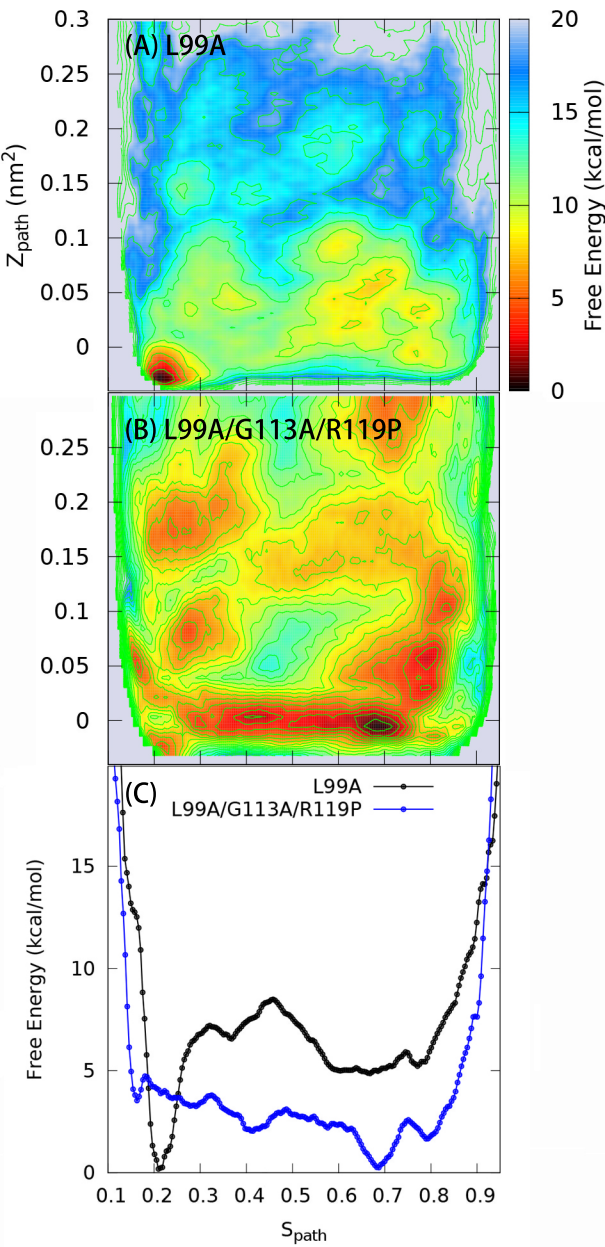 (A) L99A
0.3
0.25
0.2
0.15
0.1
0.05
0
Zpath (nm²)
20
15
10
5
0
Free Energy (kcal/mol)
(B) L99A/G113A/R119P
0.25
0.2
0.15
0.1
0.05
0
(C)
L99A
L99A/G113A/R119P
15
10
5
0
Free Energy (kcal/mol)
0.1 0.2 0.3 0.4 0.5 0.6 0.7 0.8 0.9
Spath